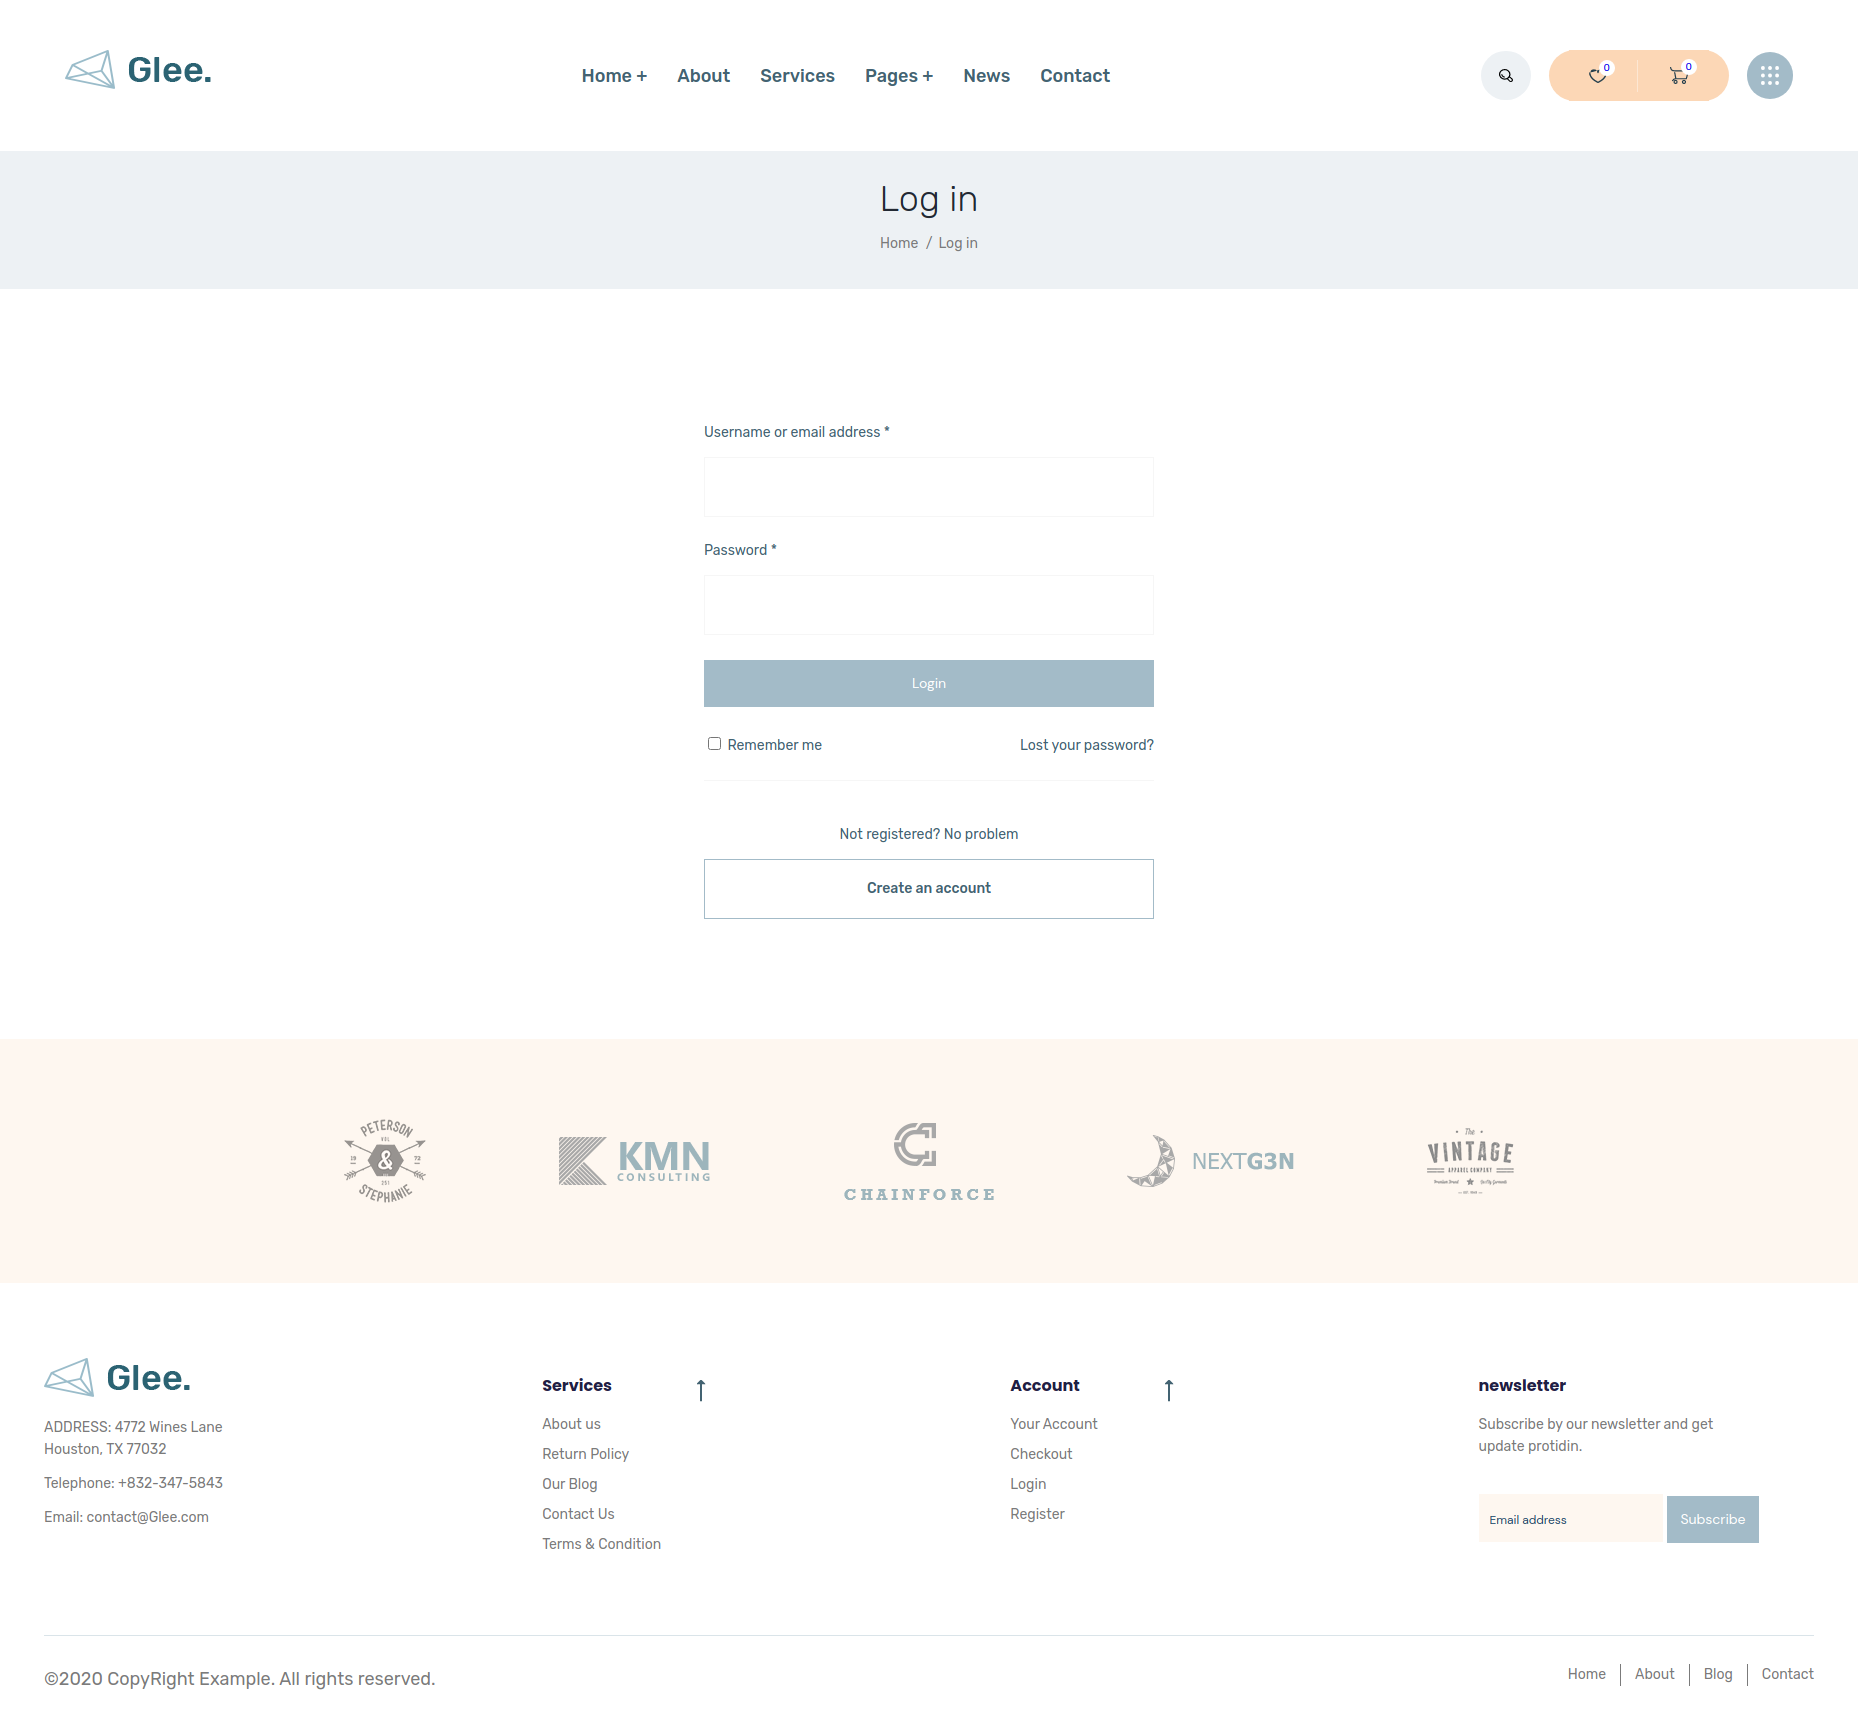 Glee.
Home + About Services Pages + News Contact
0 0
Log in
Home / Log in
Username or email address *
Password *
Login
Remember me Lost your password?
Not registered? No problem
Create an account
PETERSON
&
STEPHANIE
KMN
CONSULTING
CHAINFORCE
NEXTG3N
The
VINTAGE
APPAREL COMPANY
Glee.
ADDRESS: 4772 Wines Lane
Houston, TX 77032
Telephone: +832-347-5843
Email: contact@Glee.com
Services
About us
Return Policy
Our Blog
Contact Us
Terms & Condition
Account
Your Account
Checkout
Login
Register
newsletter
Subscribe by our newsletter and get
update protidin.
Email address Subscribe
©2020 CopyRight Example. All rights reserved.
Home About Blog Contact